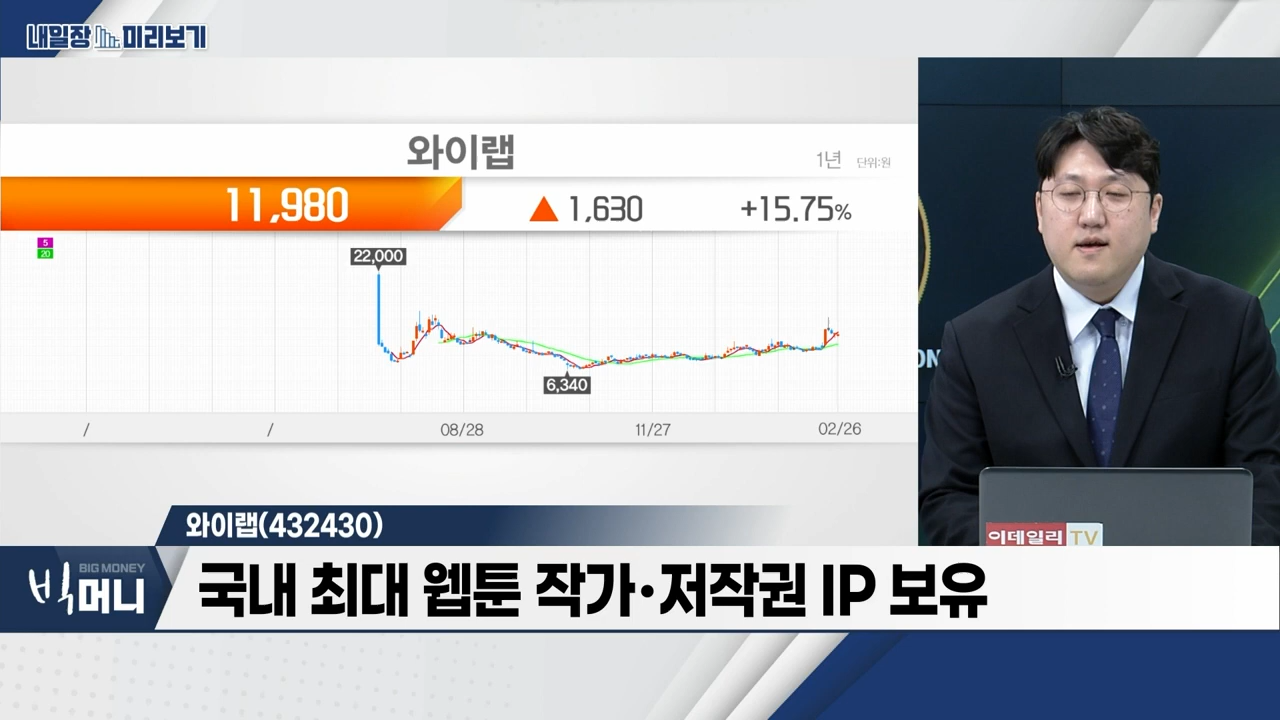 내일장 미리보기
와이랩
1년 단위:원
11,980 ▲ 1,630 +15.75%
5
20
22,000
6,340
/ / 08/28 11/27 02/26
ON
이데일리 TV
와이랩(432430)
BIG MONEY
빅머니
국내 최대 웹툰 작가·저작권 IP 보유